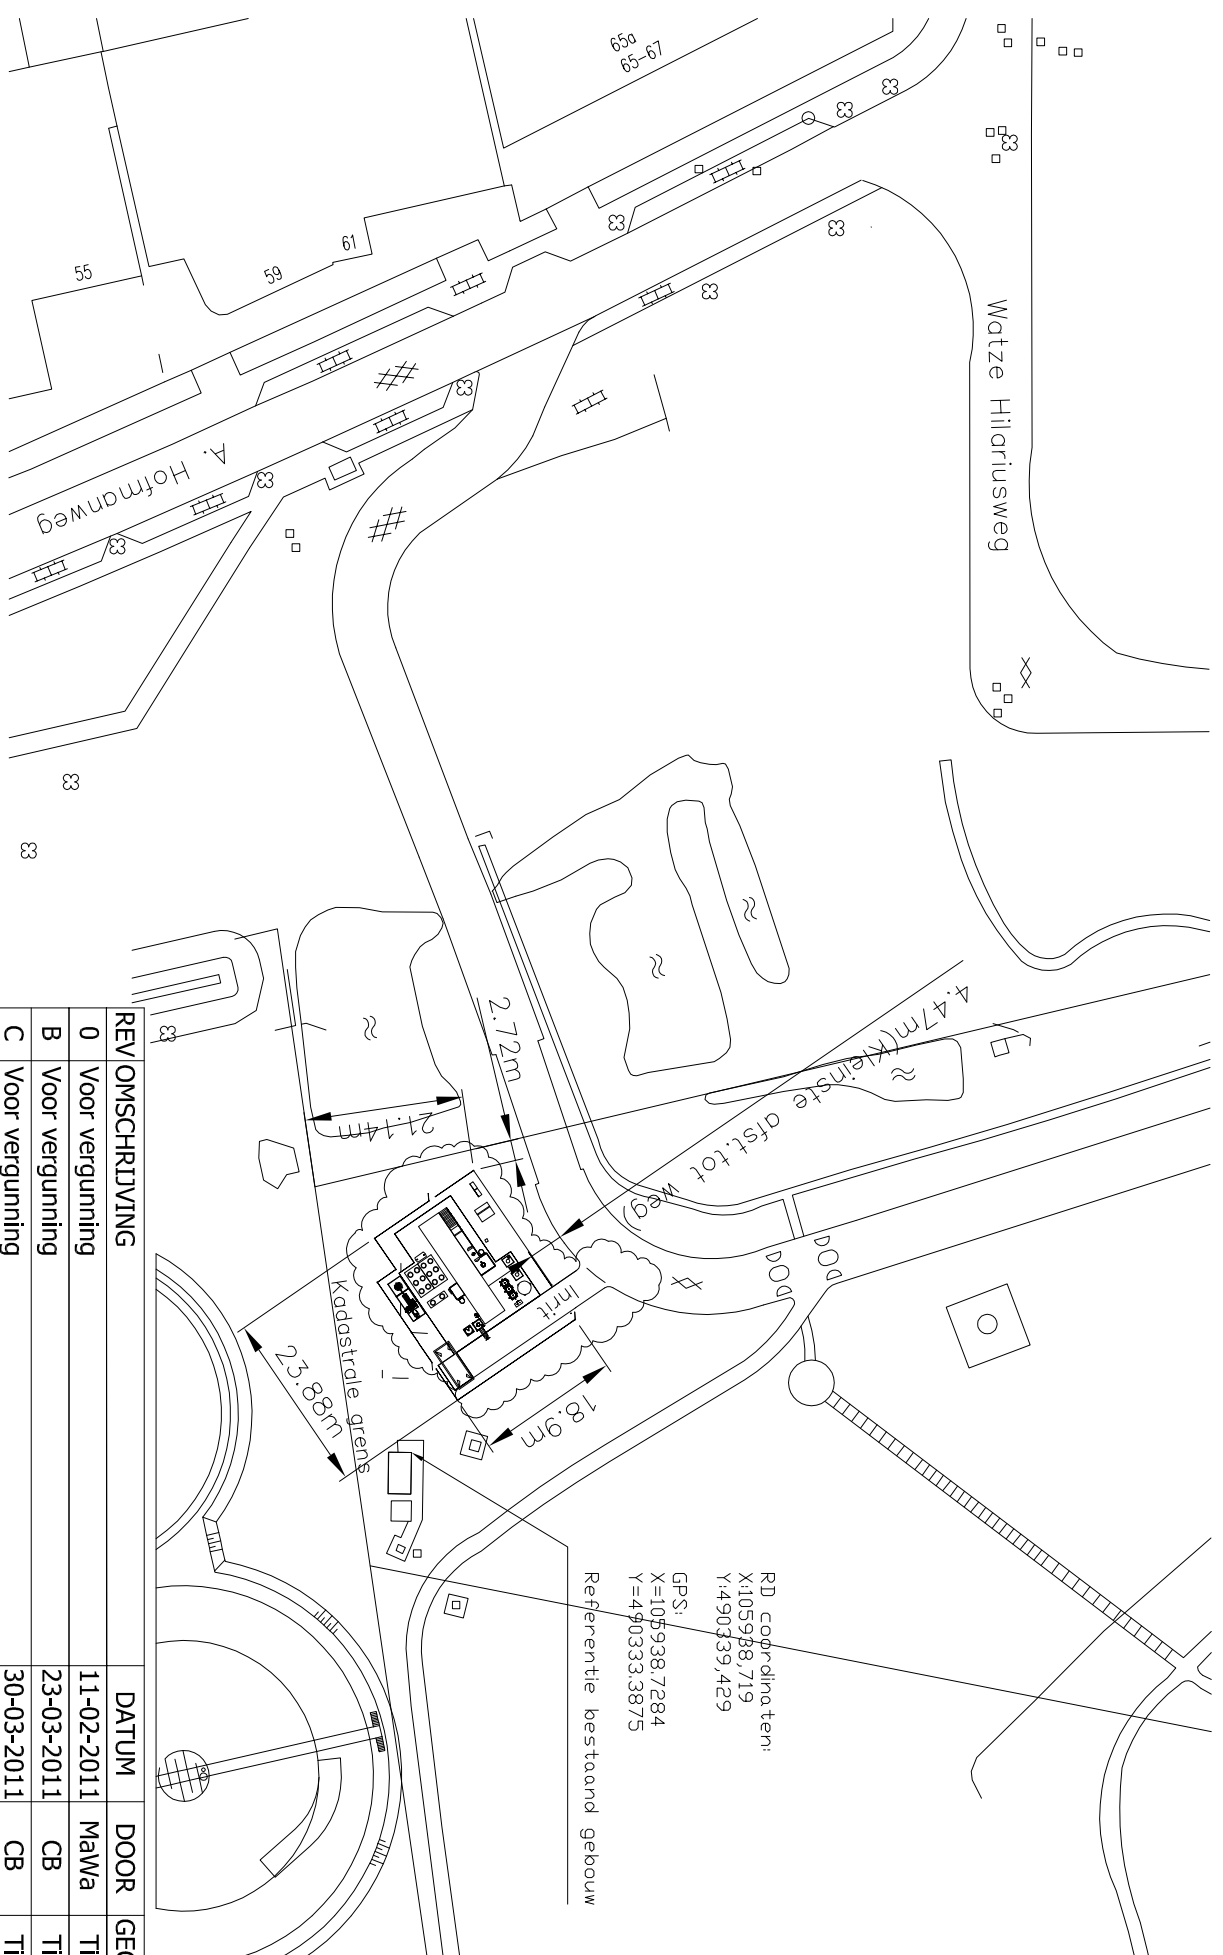 65a
65-67
61
59
55
A. Hofmanweg
Watze Hilariusweg
2.72m
21.14m
4.47m(Kleinste afst.tot weg)
Inrit
Kadastrale grens
23.88m
18.9m
RD coordinaten:
X:105938,719
Y:490339,429
GPS:
X=105938.7284
Y=490333.3875
Referentie bestaand gebouw
REV OMSCHRIJVING DATUM DOOR
0 Voor vergunning 11-02-2011 MaWa
B Voor vergunning 23-03-2011 CB
C Voor vergunning 30-03-2011 CB